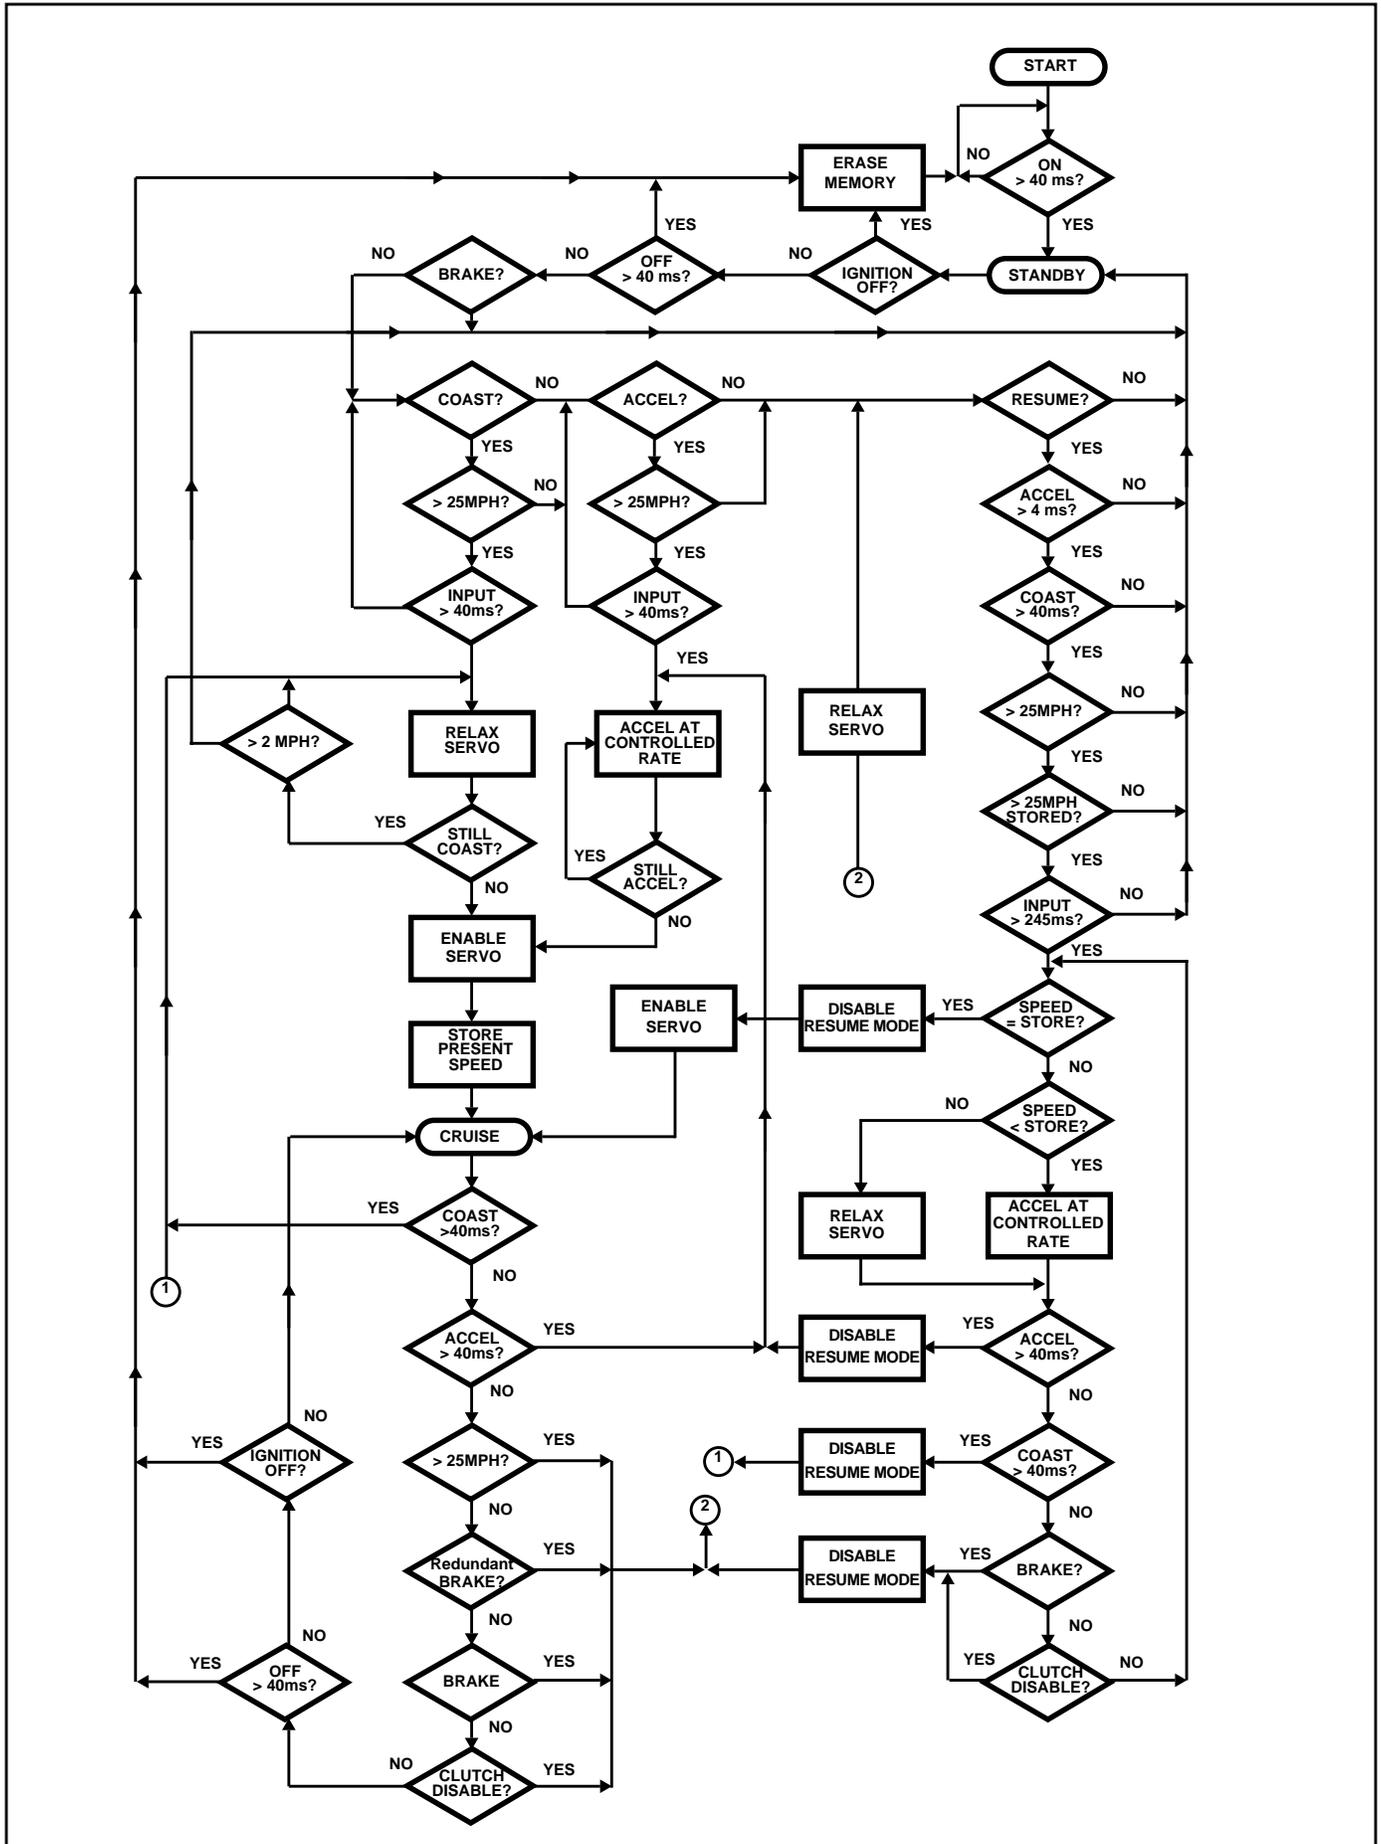 START
NO
ON
> 40 ms?
ERASE
MEMORY
YES
YES
YES
NO
BRAKE?
NO
OFF
> 40 ms?
NO
IGNITION
OFF?
STANDBY
COAST?
NO
ACCEL?
NO
RESUME?
NO
YES
YES
YES
> 25MPH?
NO
> 25MPH?
ACCEL
> 4 ms?
NO
YES
YES
YES
INPUT
> 40ms?
INPUT
> 40ms?
COAST
> 40ms?
NO
YES
YES
> 2 MPH?
RELAX
SERVO
ACCEL AT
CONTROLLED
RATE
RELAX
SERVO
> 25MPH?
NO
YES
YES
STILL
COAST?
YES
STILL
ACCEL?
> 25MPH
STORED?
NO
NO
NO
2
YES
INPUT
> 245ms?
NO
YES
ENABLE
SERVO
ENABLE
SERVO
DISABLE
RESUME MODE
YES
SPEED
= STORE?
NO
STORE
PRESENT
SPEED
NO
SPEED
< STORE?
YES
CRUISE
YES
COAST
>40ms?
NO
RELAX
SERVO
ACCEL AT
CONTROLLED
RATE
1
ACCEL
> 40ms?
YES
DISABLE
RESUME MODE
YES
ACCEL
> 40ms?
NO
NO
NO
YES
IGNITION
OFF?
> 25MPH?
YES
1
DISABLE
RESUME MODE
YES
COAST
> 40ms?
NO
NO
2
Redundant
BRAKE?
YES
DISABLE
RESUME MODE
YES
BRAKE?
NO
NO
NO
YES
OFF
> 40ms?
BRAKE
YES
YES
CLUTCH
DISABLE?
NO
NO
NO
CLUTCH
DISABLE?
YES